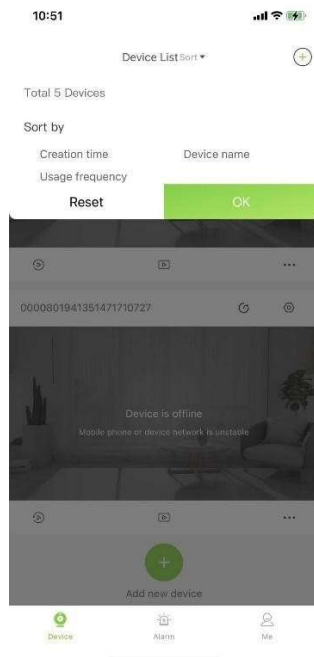 10:51
Device List Sort
Total 5 Devices
Sort by
Creation time Device name
Usage frequency
Reset OK
0000801941351471710727
Device is offline
Mobile phone or device network is unstable
Add new device
Device Alarm Me